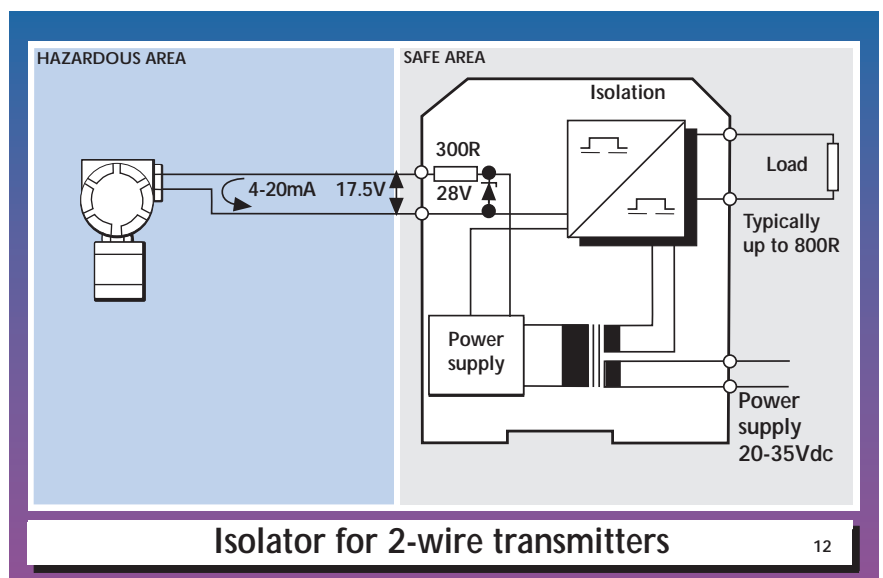 HAZARDOUS AREA
SAFE AREA
Isolation
300R
4-20mA
17.5V
28V
Load
Typically
up to 800R
Power
supply
Power
supply
20-35Vdc
Isolator for 2-wire transmitters
12